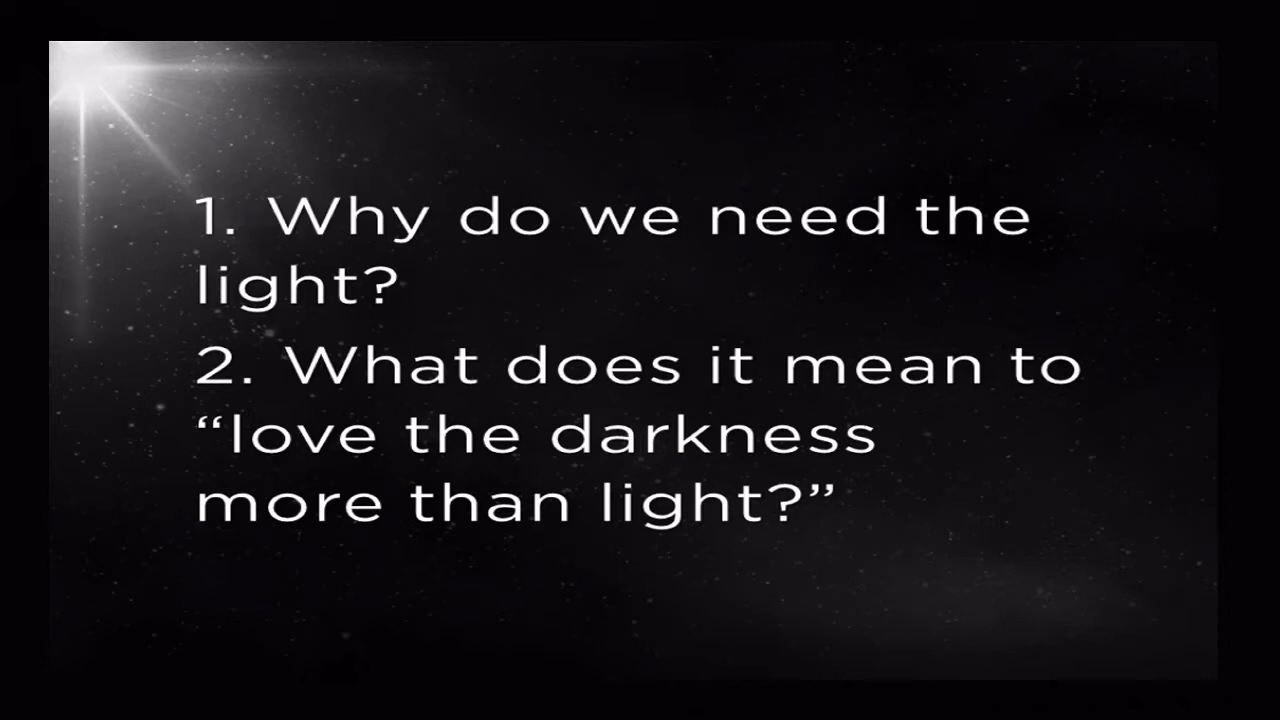 1. Why do we need the
light?
2. What does it mean to
“love the darkness
more than light?”